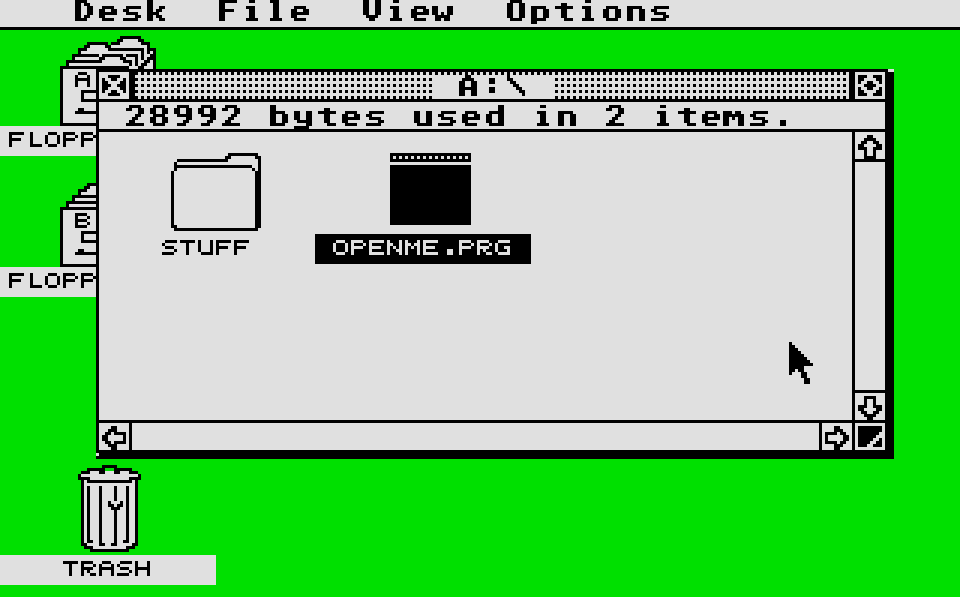 Desk File View Options
A:\
28992 bytes used in 2 items.
A
FLOPP
STUFF
OPENME.PRG
B
FLOPP
TRASH